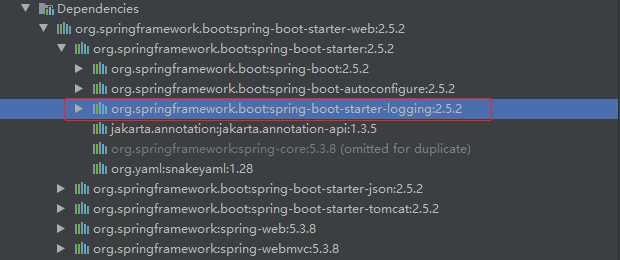 Dependencies
org.springframework.boot:spring-boot-starter-web:2.5.2
org.springframework.boot:spring-boot-starter:2.5.2
org.springframework.boot:spring-boot:2.5.2
org.springframework.boot:spring-boot-autoconfigure:2.5.2
org.springframework.boot:spring-boot-starter-logging:2.5.2
jakarta.annotation:jakarta.annotation-api:1.3.5
org.springframework:spring-core:5.3.8 (omitted for duplicate)
org.yaml:snakeyaml:1.28
org.springframework.boot:spring-boot-starter-json:2.5.2
org.springframework.boot:spring-boot-starter-tomcat:2.5.2
org.springframework:spring-web:5.3.8
org.springframework:spring-webmvc:5.3.8